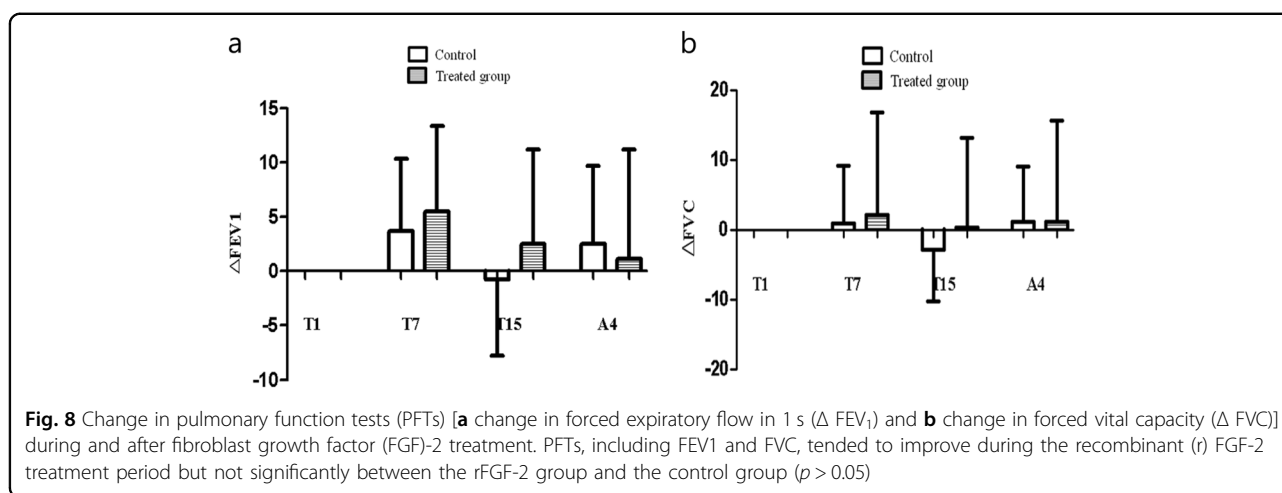 a
Control
Treated group
15
10
5
0
-5
-10
△FEV1
T1 T7 T15 A4
b
Control
Treated group
20
10
0
-10
-20
△FVC
T1 T7 T15 A4
Fig. 8 Change in pulmonary function tests (PFTs) [a change in forced expiratory flow in 1 s (Δ FEV₁) and b change in forced vital capacity (Δ FVC)]
during and after fibroblast growth factor (FGF)-2 treatment. PFTs, including FEV1 and FVC, tended to improve during the recombinant (r) FGF-2
treatment period but not significantly between the rFGF-2 group and the control group (p > 0.05)